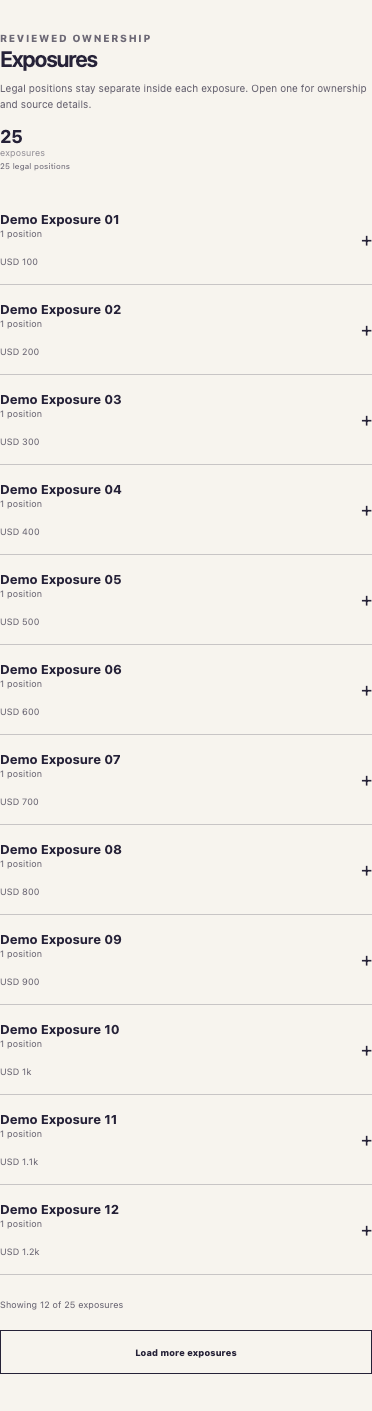 REVIEWED OWNERSHIP
Exposures
Legal positions stay separate inside each exposure. Open one for ownership
and source details.
25
exposures
25 legal positions
Demo Exposure 01
1 position
+
USD 100
Demo Exposure 02
1 position
+
USD 200
Demo Exposure 03
1 position
+
USD 300
Demo Exposure 04
1 position
+
USD 400
Demo Exposure 05
1 position
+
USD 500
Demo Exposure 06
1 position
+
USD 600
Demo Exposure 07
1 position
+
USD 700
Demo Exposure 08
1 position
+
USD 800
Demo Exposure 09
1 position
+
USD 900
Demo Exposure 10
1 position
+
USD 1k
Demo Exposure 11
1 position
+
USD 1.1k
Demo Exposure 12
1 position
+
USD 1.2k
Showing 12 of 25 exposures
Load more exposures